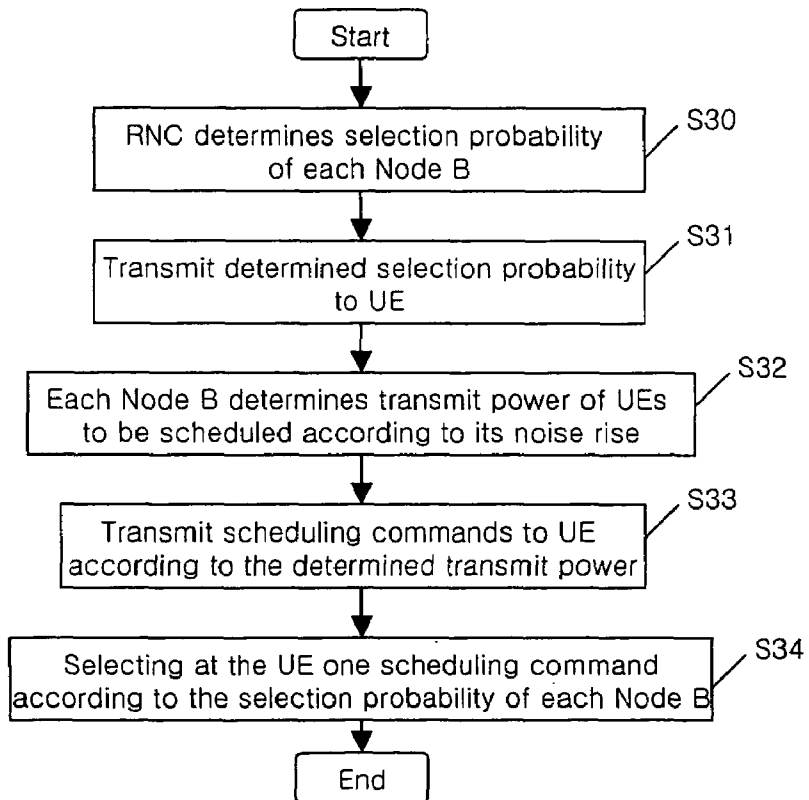 Start
RNC determines selection probability
of each Node B
S30
Transmit determined selection probability
to UE
S31
Each Node B determines transmit power of UEs
to be scheduled according to its noise rise
S32
Transmit scheduling commands to UE
according to the determined transmit power
S33
Selecting at the UE one scheduling command
according to the selection probability of each Node B
S34
End